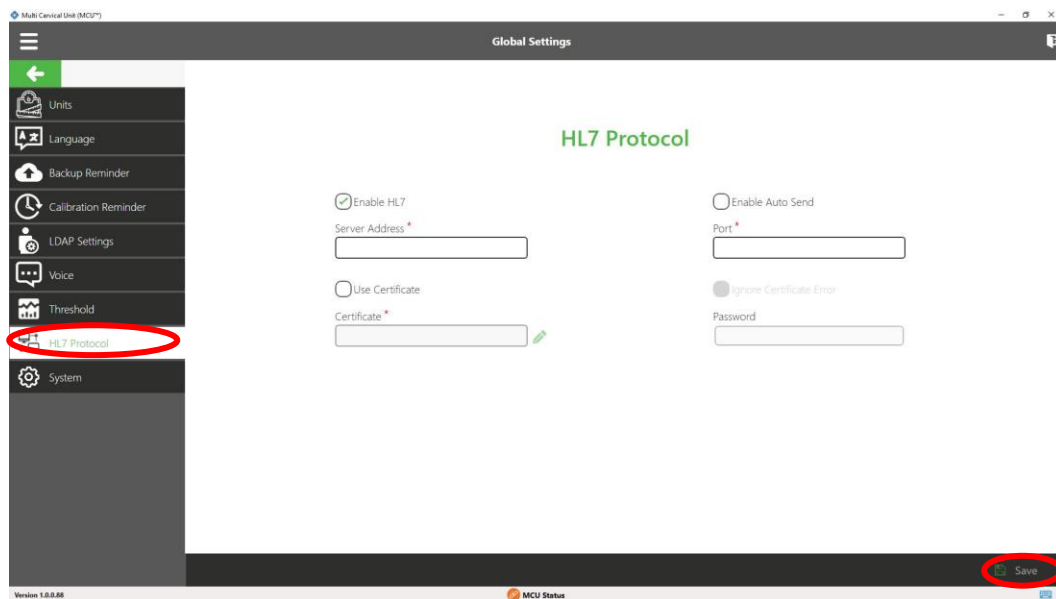 Multi Cervical Unit (MCU™)
Global Settings
Units
Language
Backup Reminder
Calibration Reminder
LDAP Settings
Voice
Threshold
HL7 Protocol
System
HL7 Protocol
Enable HL7
Enable Auto Send
Server Address *
Port *
Use Certificate
Ignore Certificate Error
Certificate *
Password
Save
Version 1.0.0.86
MCU Status